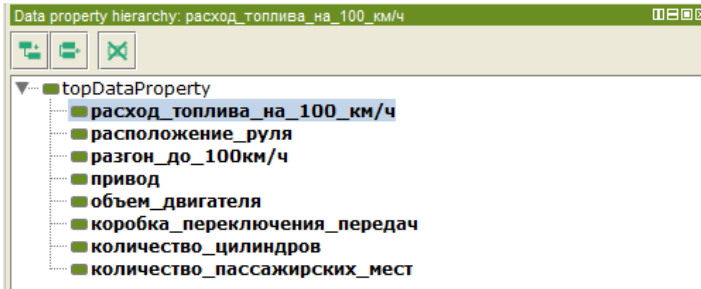 Data property hierarchy: расход_топлива_на_100_км/ч
topDataProperty
расход_топлива_на_100_км/ч
расположение_руля
разгон_до_100км/ч
привод
объем_двигателя
коробка_переключения_передач
количество_цилиндров
количество_пассажирских_мест